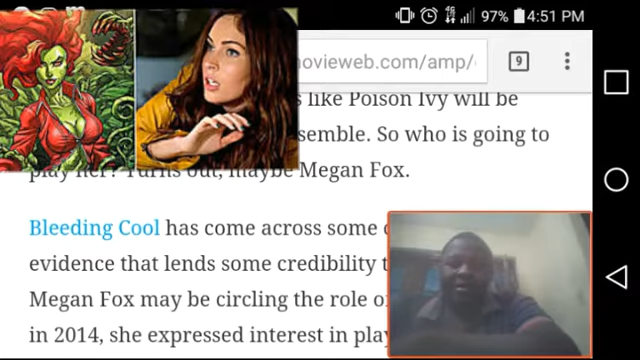 97% 4:51 PM
ovieweb.com/amp/ 9
s like Poison Ivy will be
semble. So who is going to
play her? Turns out, maybe Megan Fox.
Bleeding Cool has come across some
evidence that lends some credibility
Megan Fox may be circling the role
in 2014, she expressed interest in